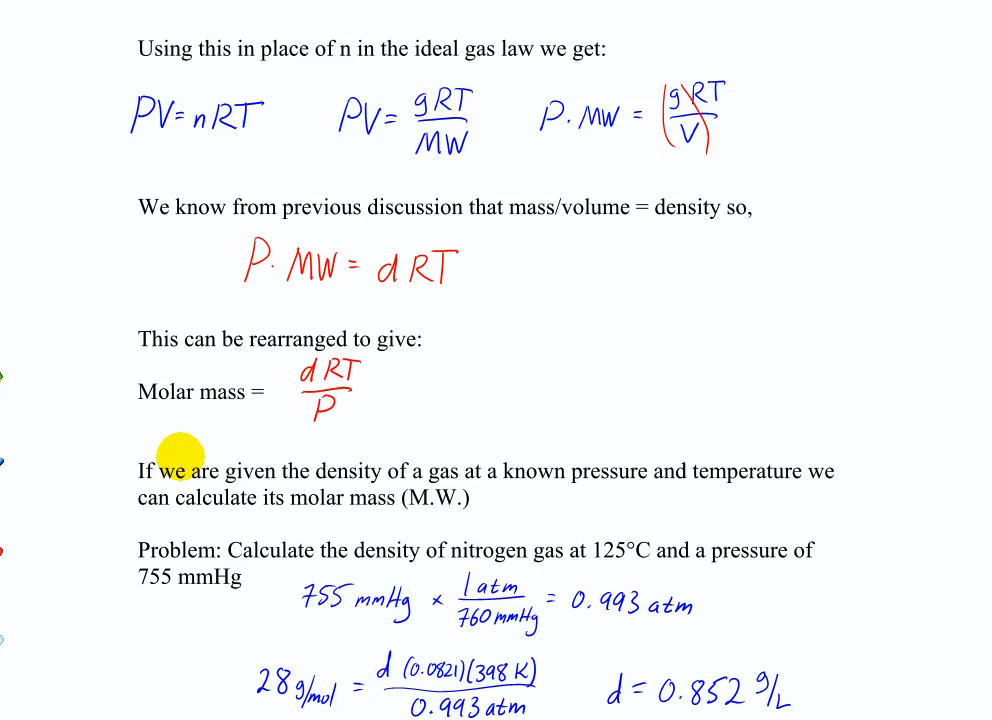 Using this in place of n in the ideal gas law we get:
PV = nRT PV = gRT/MW P. MW = (gRT/V)
We know from previous discussion that mass/volume = density so,
P. MW = dRT
This can be rearranged to give:
Molar mass = dRT/P
If we are given the density of a gas at a known pressure and temperature we
can calculate its molar mass (M.W.)
Problem: Calculate the density of nitrogen gas at 125°C and a pressure of
755 mmHg
755 mmHg × 1 atm/760 mmHg = 0.993 atm
28 g/mol = d (0.0821)(398 K)/0.993 atm d = 0.852 g/L